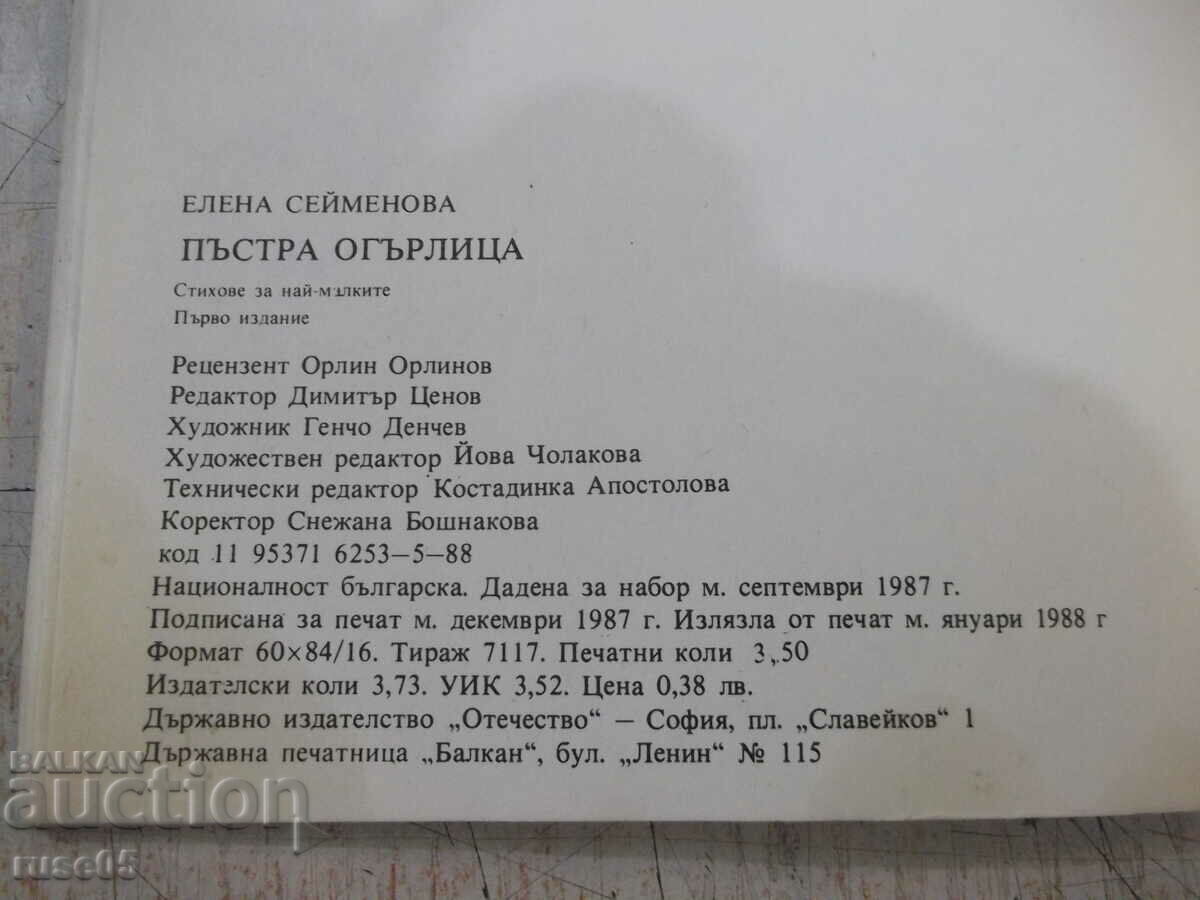 ЕЛЕНА СЕЙМЕНОВА
ПЪСТРА ОГЪРЛИЦА
Стихове за най-малките
Първо издание
Рецензент Орлин Орлинов
Редактор Димитър Ценов
Художник Генчо Денчев
Художествен редактор Йова Чолакова
Технически редактор Костадинка Апостолова
Коректор Снежана Бошнакова
код 11 95371 6253–5–88
Националност българска. Дадена за набор м. септември 1987 г.
Подписана за печат м. декември 1987 г. Излязла от печат м. януари 1988 г
Формат 60×84/16. Тираж 7117. Печатни коли 3,50
Издателски коли 3,73. УИК 3,52. Цена 0,38 лв.
Държавно издателство „Отечество“ – София, пл. „Славейков“ 1
Държавна печатница „Балкан“, бул. „Ленин“ № 115
BALKAN
auction
ruse05